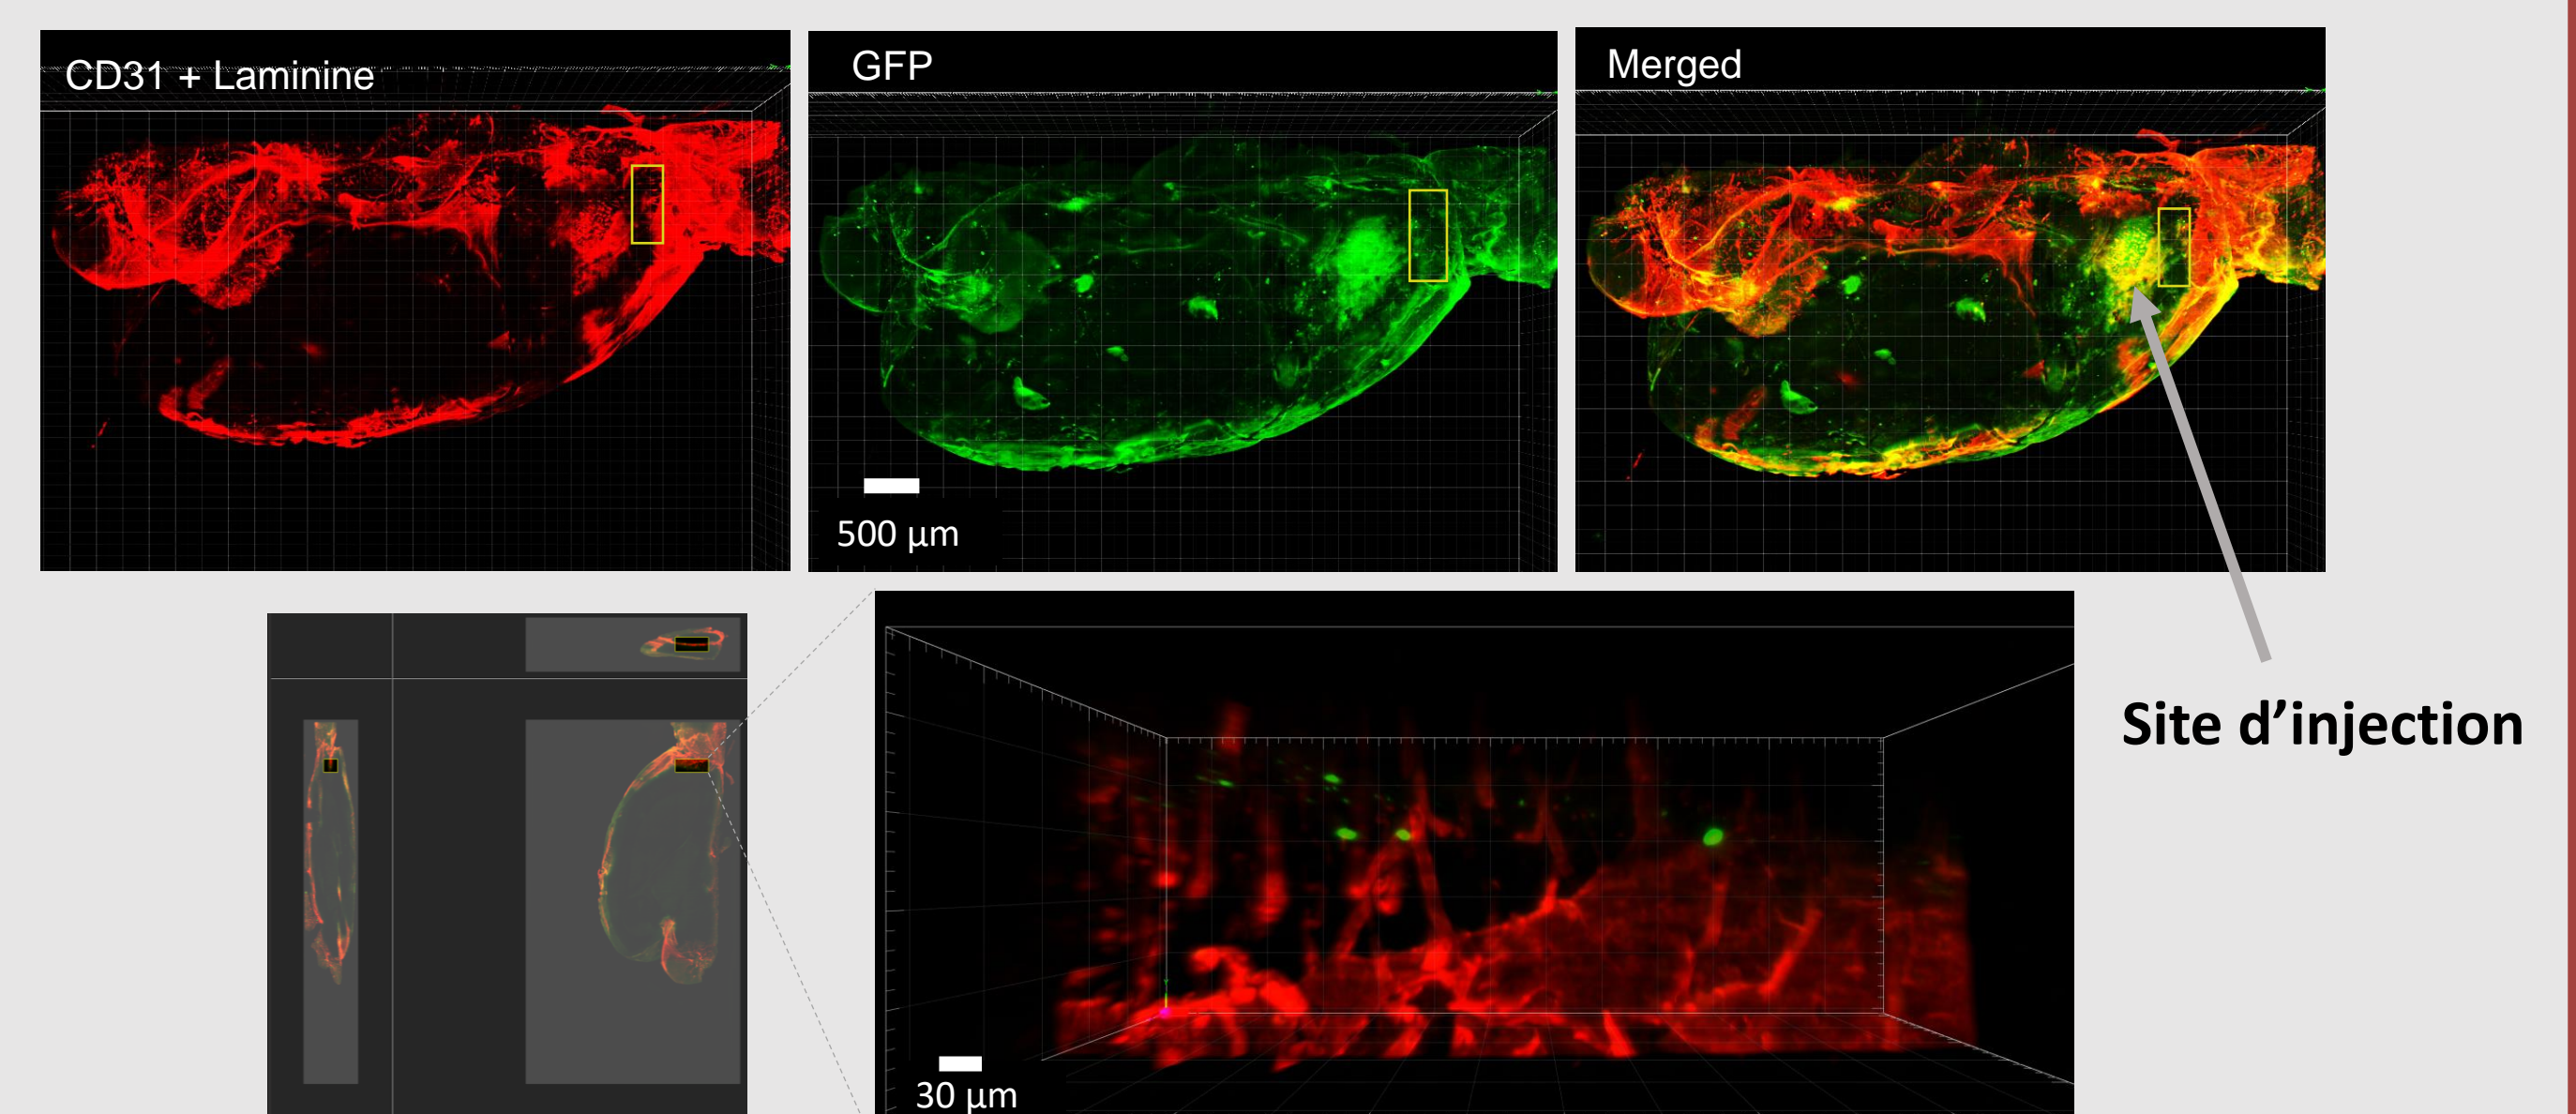 CD31 + Laminine
GFP
Merged
500 µm
Site d’injection
30 µm